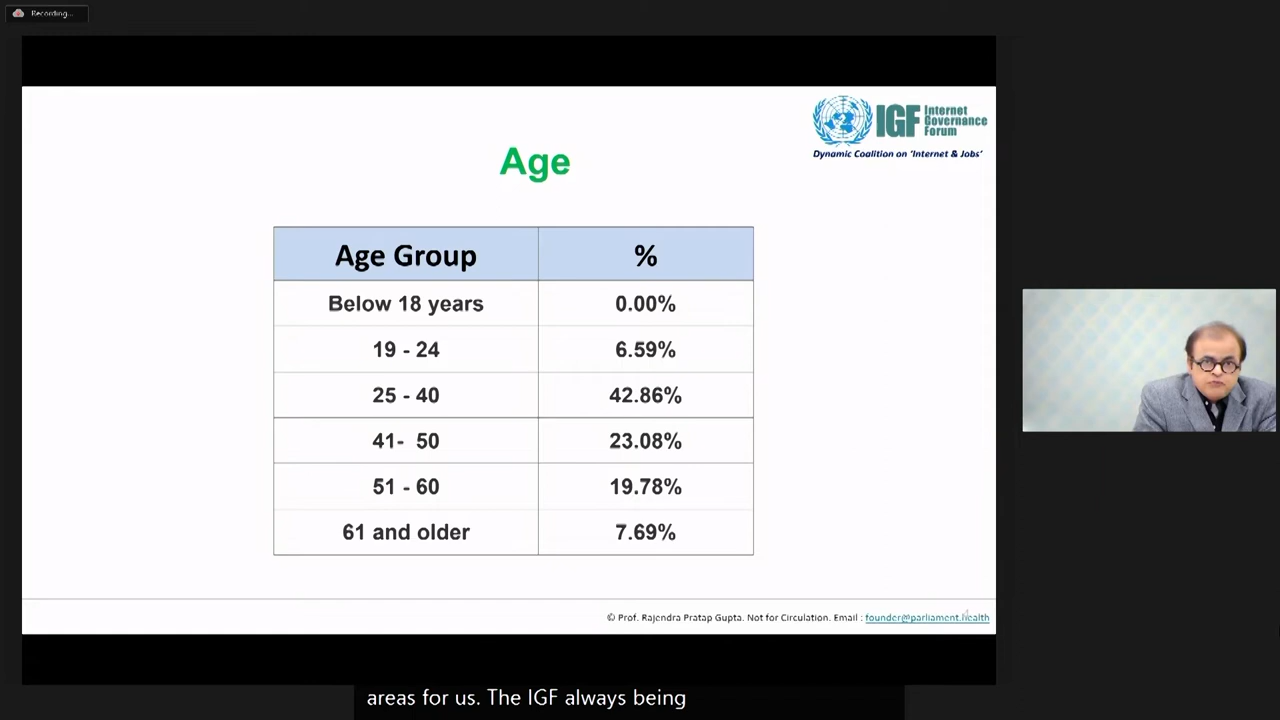 Recording...
IGF Internet
Governance
Forum
Dynamic Coalition on 'Internet & Jobs'
Age
Age Group %
Below 18 years 0.00%
19 - 24 6.59%
25 - 40 42.86%
41-  50 23.08%
51 - 60 19.78%
61 and older 7.69%
4
© Prof. Rajendra Pratap Gupta. Not for Circulation. Email : founder@parliament.health
areas for us. The IGF always being